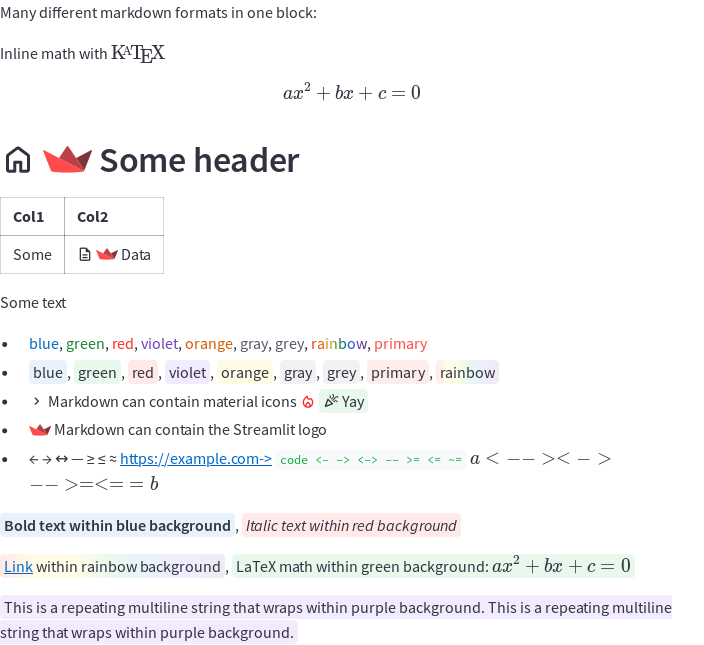 Many different markdown formats in one block:
Inline math with KATEX
ax² + bx + c = 0
Some header
Col1 Col2
Some Data
Some text
• blue, green, red, violet, orange, gray, grey, rainbow, primary
• blue , green , red , violet , orange , gray , grey , primary , rainbow
• Markdown can contain material icons Yay
• Markdown can contain the Streamlit logo
• ← → ↔ — ≥ ≤ ≈ https://example.com-> code <- -> <-> -- >= <= ~= a < −− >< − >
−− >=<== b
Bold text within blue background , Italic text within red background
Link within rainbow background , LaTeX math within green background: ax² + bx + c = 0
This is a repeating multiline string that wraps within purple background. This is a repeating multiline
string that wraps within purple background.